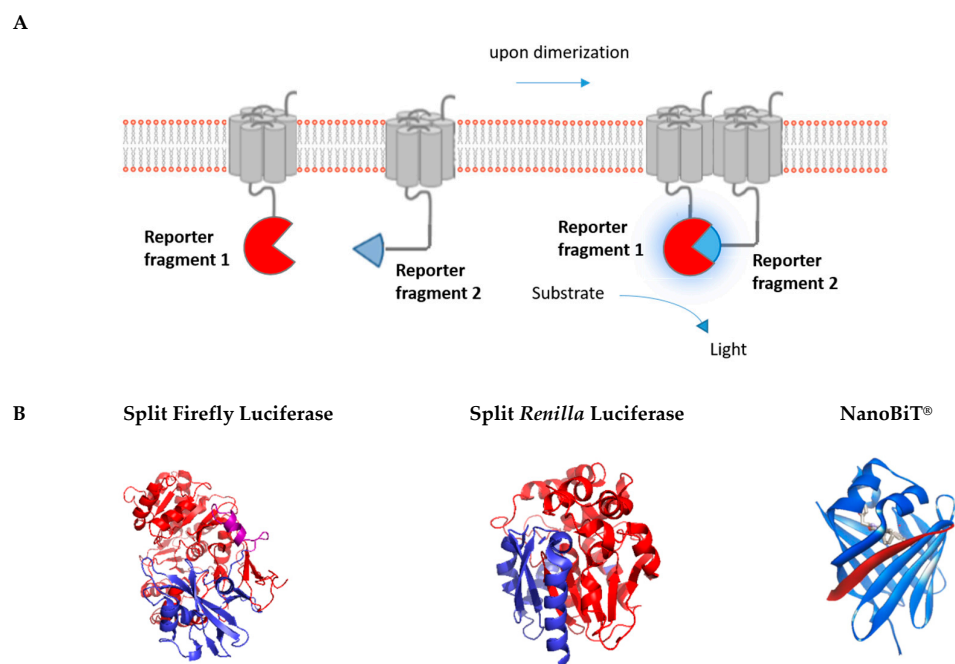 A
upon dimerization
Reporter
fragment 1
Reporter
fragment 2
Reporter
fragment 1
Reporter
fragment 2
Substrate
Light
B
Split Firefly Luciferase
Split Renilla Luciferase
NanoBiT®